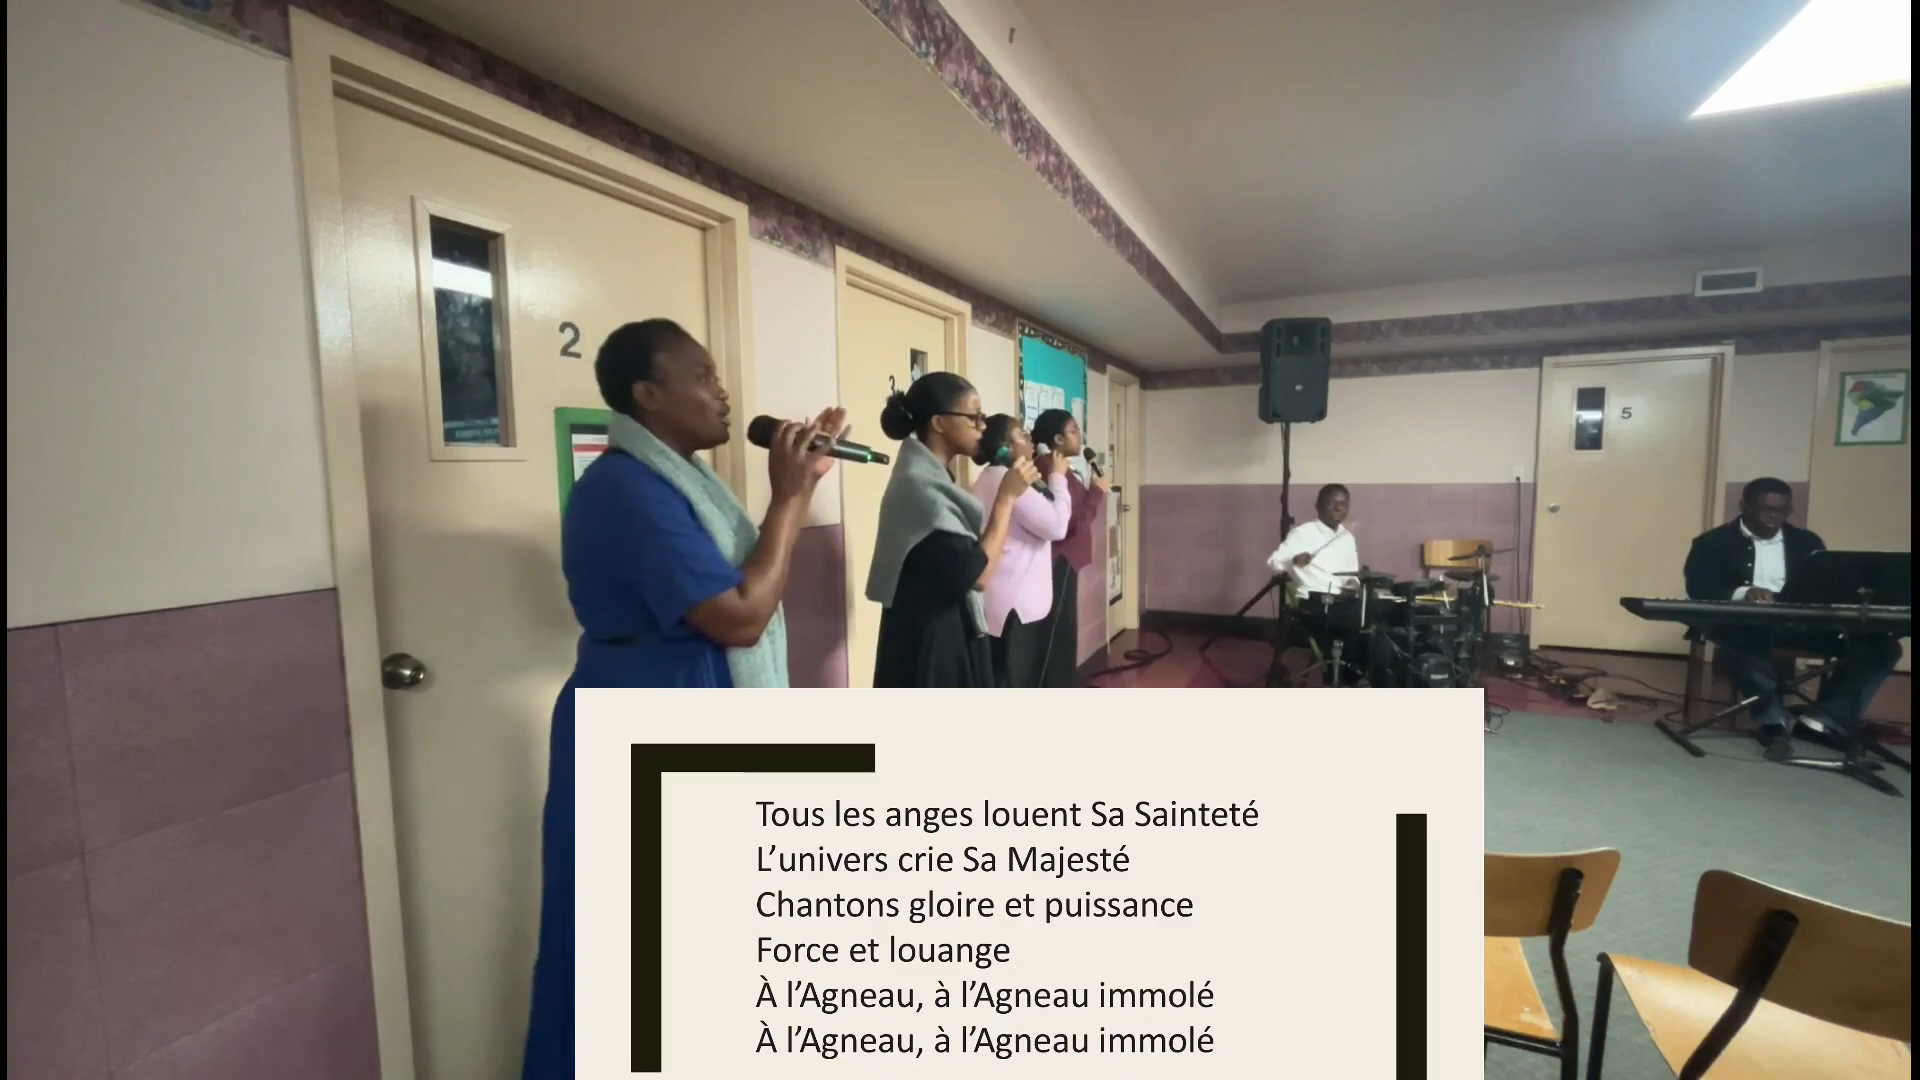 2
3
5
Tous les anges louent Sa Sainteté
L’univers crie Sa Majesté
Chantons gloire et puissance
Force et louange
À l’Agneau, à l’Agneau immolé
À l’Agneau, à l’Agneau immolé